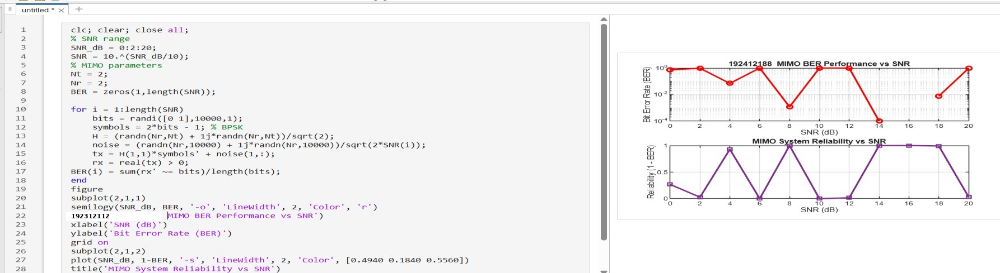 untitled * × +
1 clc; clear; close all;
2 % SNR range
3 SNR_dB = 0:2:20;
4 SNR = 10.^(SNR_dB/10);
5 % MIMO parameters
6 Nt = 2;
7 Nr = 2;
8 BER = zeros(1,length(SNR));
9
10 for i = 1:length(SNR)
11 bits = randi([0 1],10000,1);
12 symbols = 2*bits - 1; % BPSK
13 H = (randn(Nr,Nt) + 1j*randn(Nr,Nt))/sqrt(2);
14 noise = (randn(Nr,10000) + 1j*randn(Nr,10000))/sqrt(2*SNR(i));
15 tx = H(1,1)*symbols' + noise(1,:);
16 rx = real(tx) > 0;
17 BER(i) = sum(rx' ~= bits)/length(bits);
18 end
19 figure
20 subplot(2,1,1)
21 semilogy(SNR_dB, BER, '-o', 'LineWidth', 2, 'Color', 'r')
22 192312112 MIMO BER Performance vs SNR')
23 xlabel('SNR (dB)')
24 ylabel('Bit Error Rate (BER)')
25 grid on
26 subplot(2,1,2)
27 plot(SNR_dB, 1-BER, '-s', 'LineWidth', 2, 'Color', [0.4940 0.1840 0.5560])
28 title('MIMO System Reliability vs SNR')
192412188 MIMO BER Performance vs SNR
Bit Error Rate (BER)
10⁰
10⁻²
10⁻⁴
0 2 4 6 8 10 12 14 16 18 20
SNR (dB)
MIMO System Reliability vs SNR
Reliability (1 - BER)
1
0.5
0
0 2 4 6 8 10 12 14 16 18 20
SNR (dB)